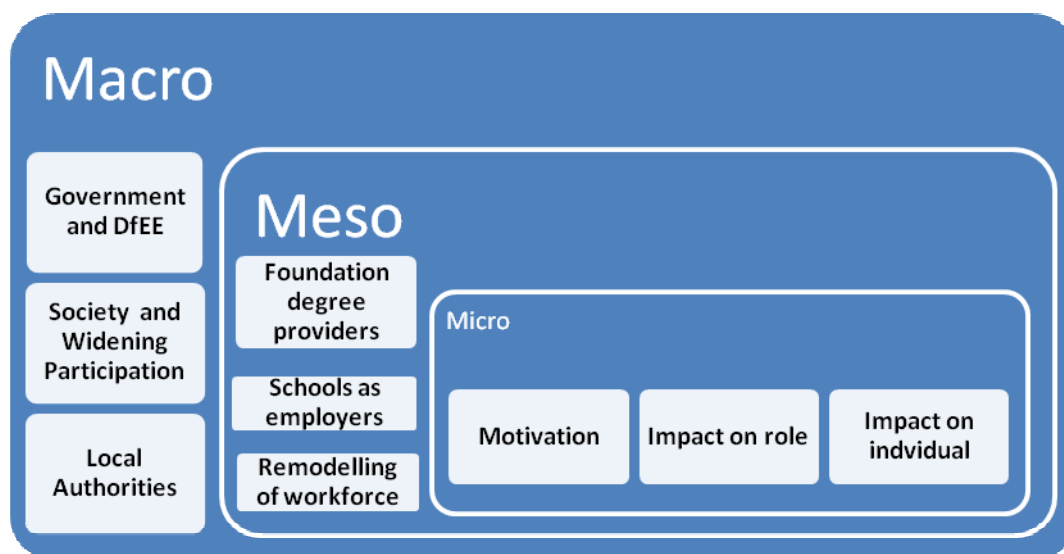 Macro
Government
and DfEE
Society and
Widening
Participation
Local
Authorities
Meso
Foundation
degree
providers
Schools as
employers
Remodelling
of workforce
Micro
Motivation
Impact on role
Impact on
indvidual